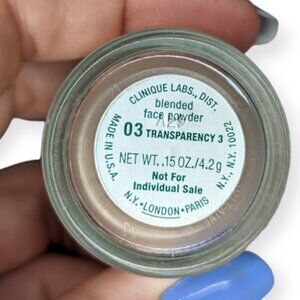 CLINIQUE LABS., DIST.
blended
face powder
03 TRANSPARENCY 3
NET WT. .15 OZ./4.2 g
Not For
Individual Sale
N.Y.•LONDON•PARIS
MADE IN U.S.A.
N.Y., N.Y. 10022